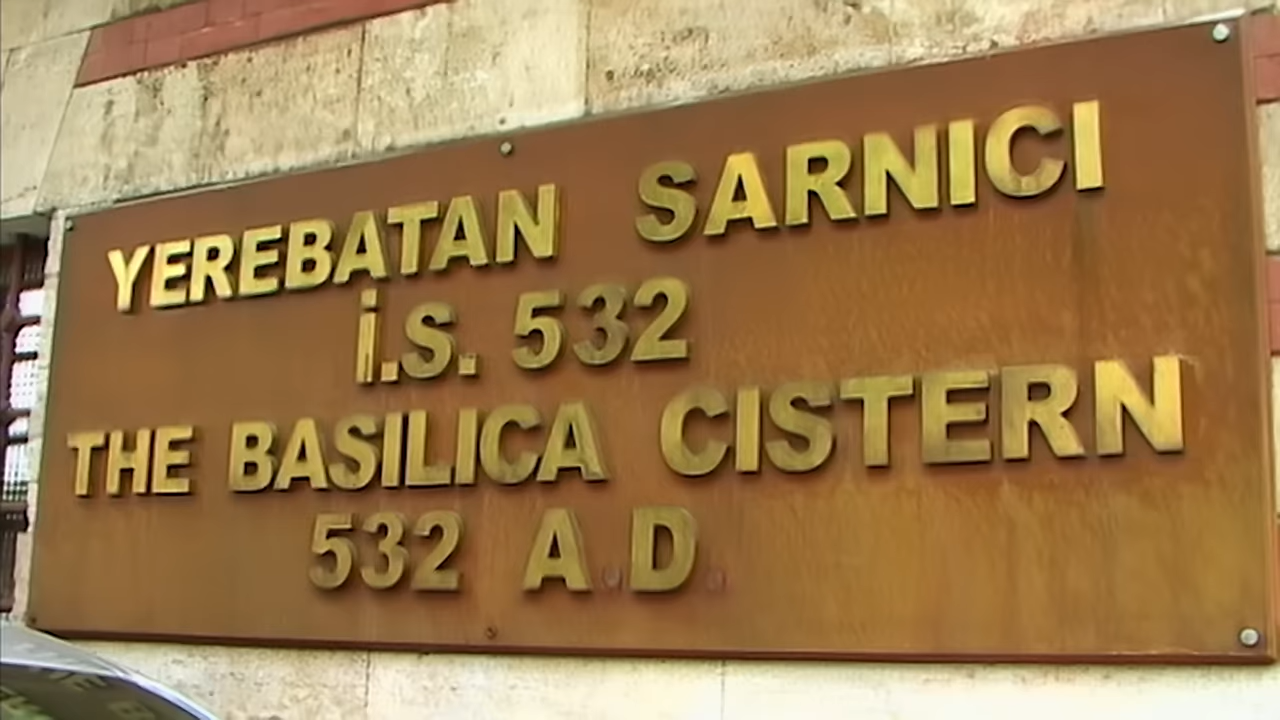 YEREBATAN SARNICI
İ.S. 532
THE BASILICA CISTERN
532 A D